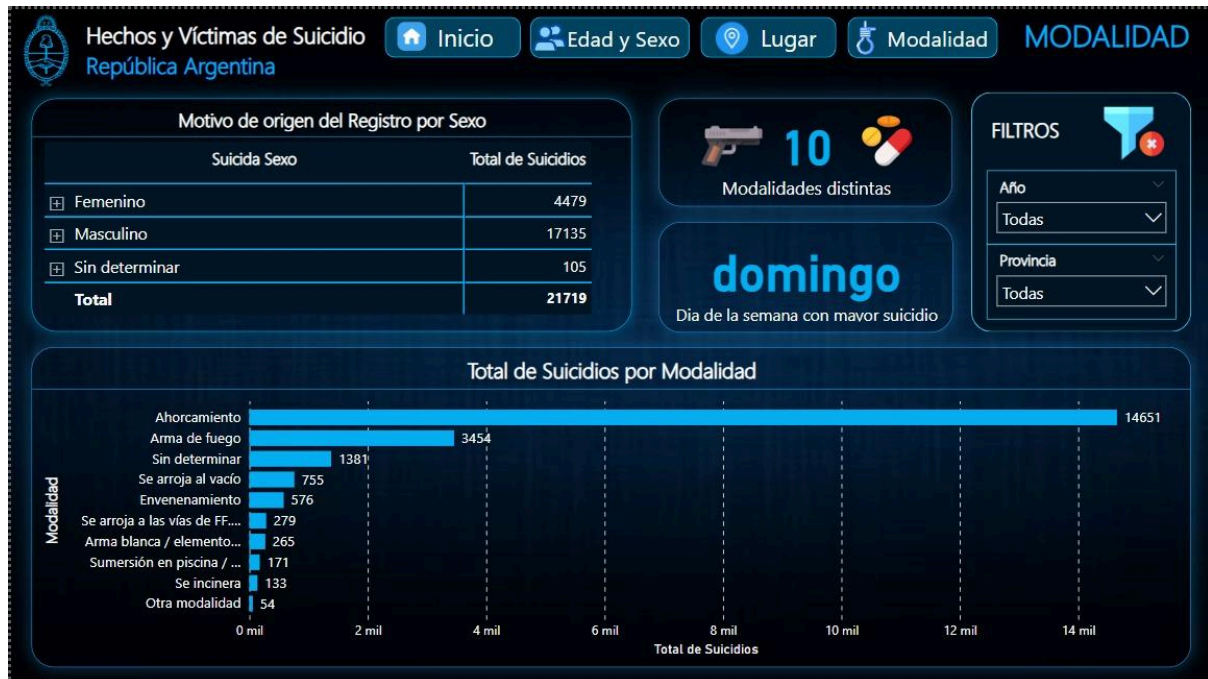 Hechos y Víctimas de Suicidio
República Argentina
Inicio
Edad y Sexo
Lugar
Modalidad
MODALIDAD
Motivo de origen del Registro por Sexo
Suicida Sexo Total de Suicidios
Femenino 4479
Masculino 17135
Sin determinar 105
Total 21719
10
Modalidades distintas
domingo
Dia de la semana con mayor suicidio
FILTROS
Año
Todas
Provincia
Todas
Total de Suicidios por Modalidad
Modalidad
Ahorcamiento 14651
Arma de fuego 3454
Sin determinar 1381
Se arroja al vacío 755
Envenenamiento 576
Se arroja a las vías de FF.... 279
Arma blanca / elemento... 265
Sumersión en piscina / ... 171
Se incinera 133
Otra modalidad 54
0 mil 2 mil 4 mil 6 mil 8 mil 10 mil 12 mil 14 mil
Total de Suicidios